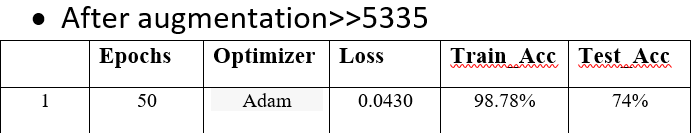 • After augmentation>>5335
Epochs Optimizer Loss Train_Acc Test_Acc
1 50 Adam 0.0430 98.78% 74%